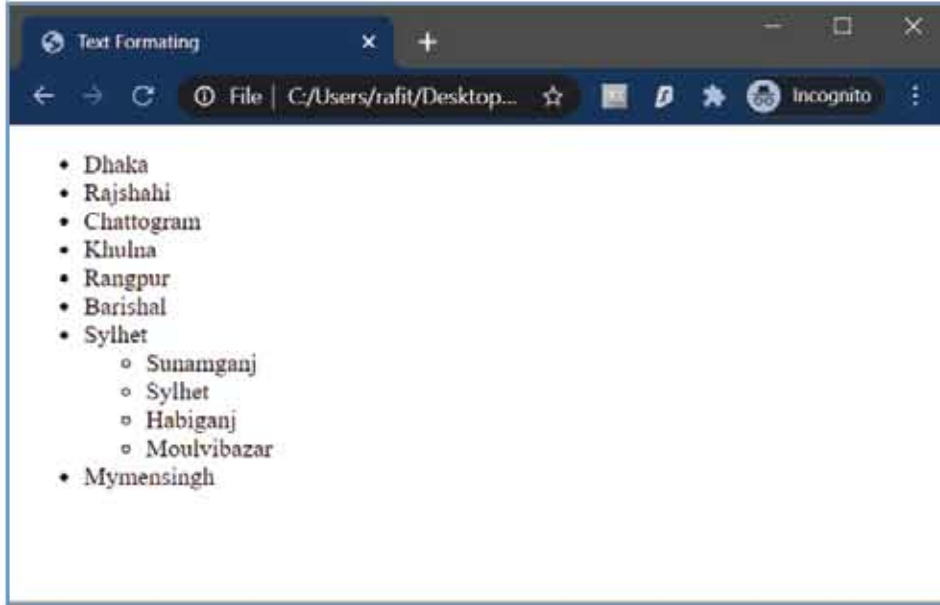 Text Formating
File | C:/Users/rafit/Desktop...
Incognito
• Dhaka
• Rajshahi
• Chattogram
• Khulna
• Rangpur
• Barishal
• Sylhet
◦ Sunamganj
◦ Sylhet
◦ Habiganj
◦ Moulvibazar
• Mymensingh